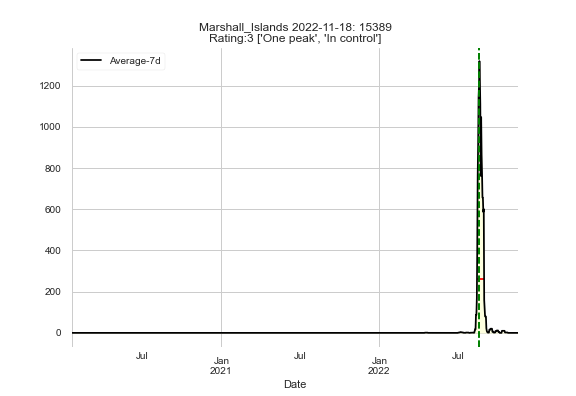 Marshall_Islands 2022-11-18: 15389
Rating:3 ['One peak', 'In control']
Average-7d
1200
1000
800
600
400
200
0
Jul
Jan
2021
Jul
Jan
2022
Jul
Date